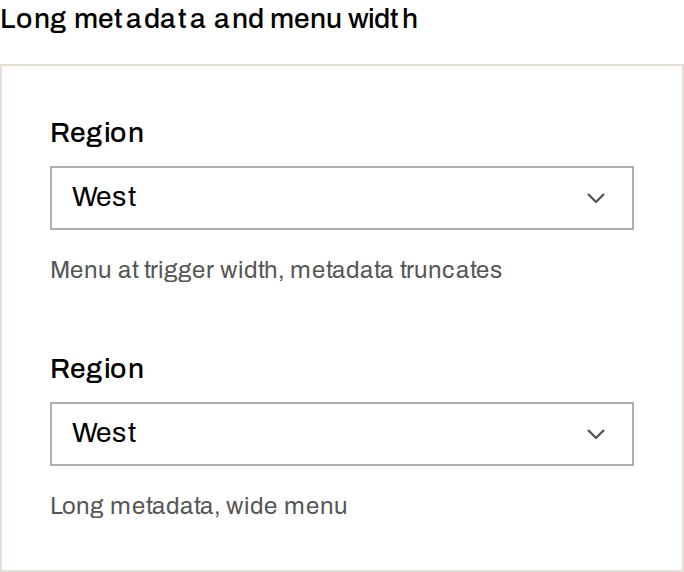 Long metadata and menu width
Region
West
Menu at trigger width, metadata truncates
Region
West
Long metadata, wide menu